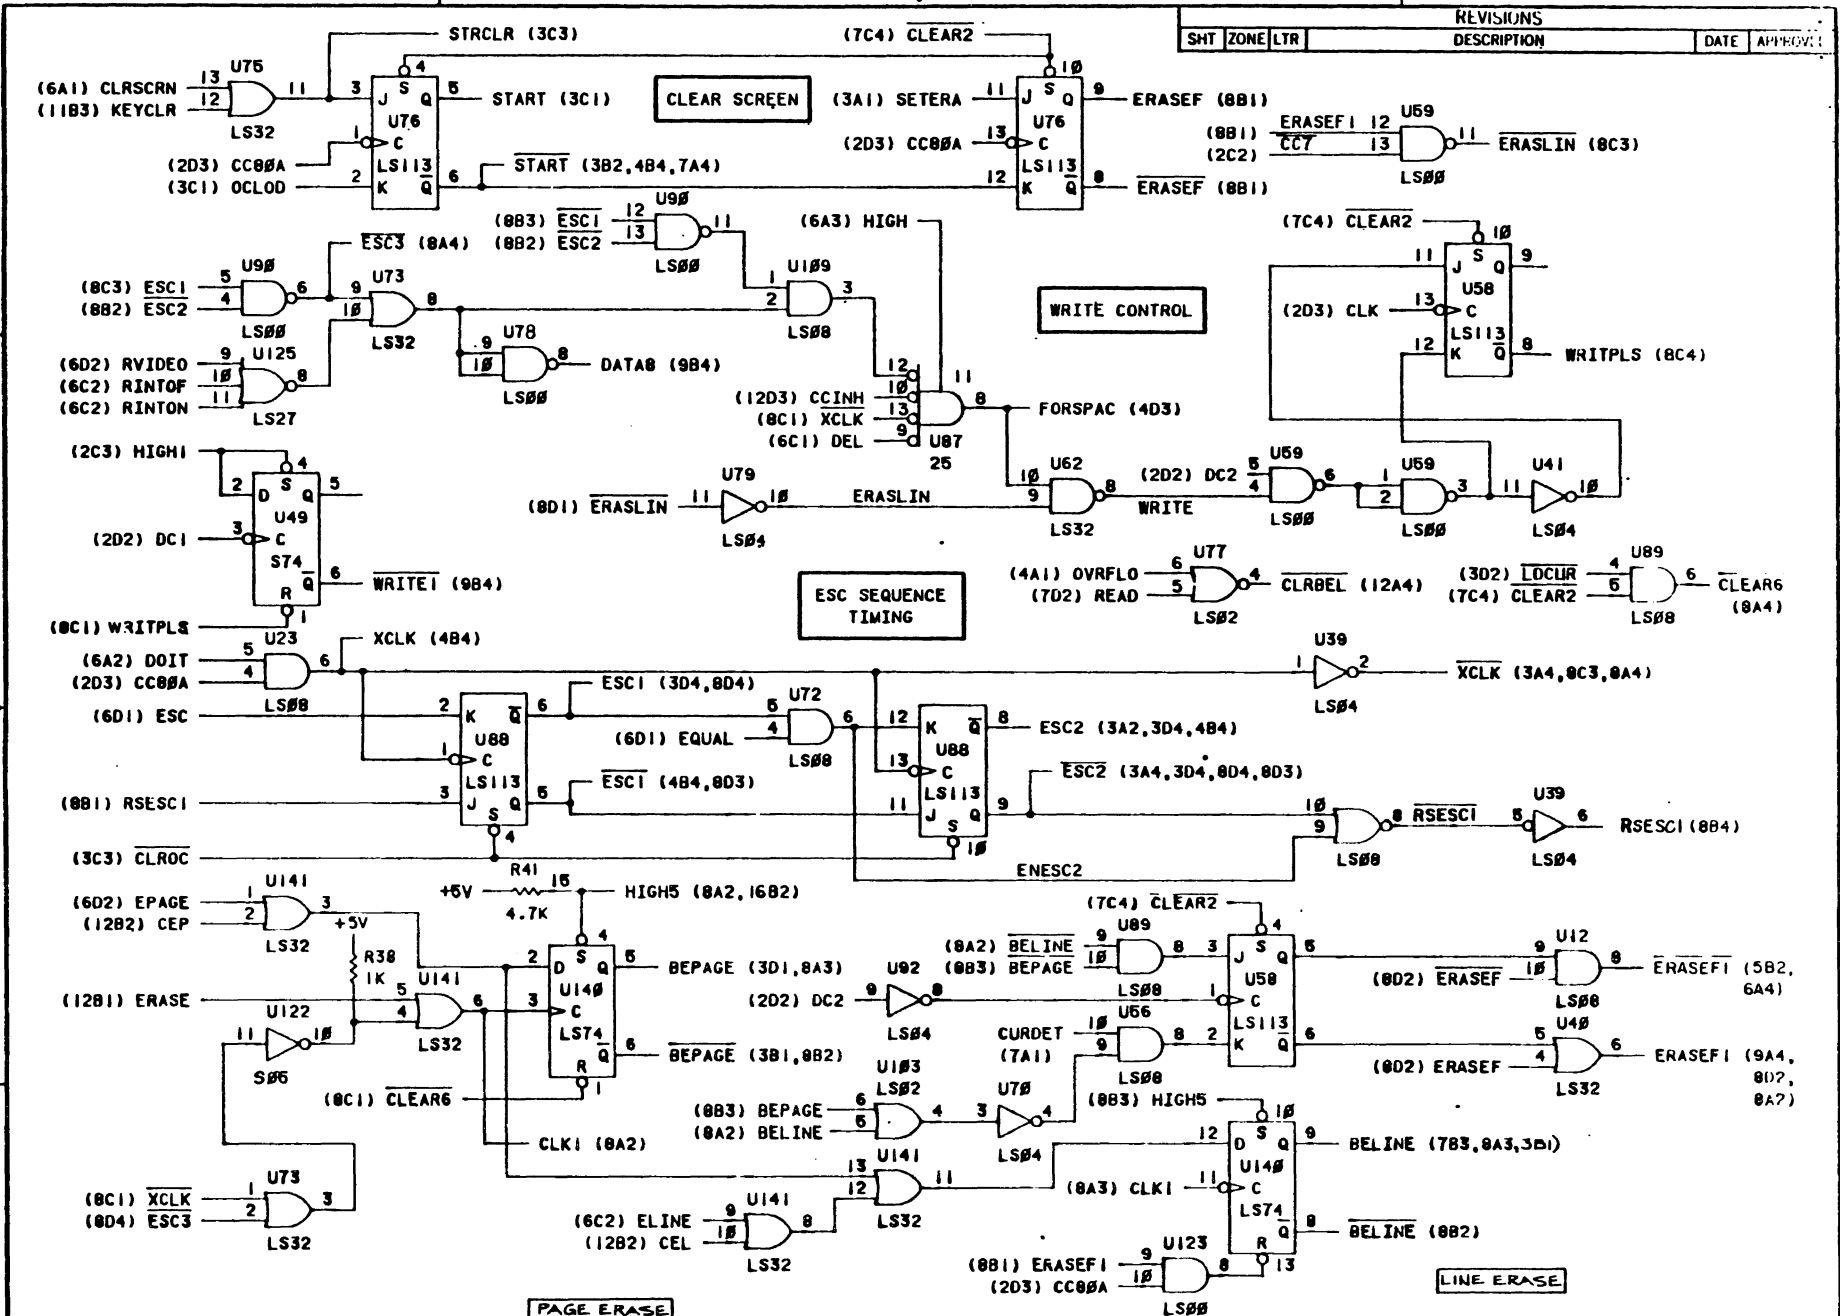 REVISIONS
SHT ZONE LTR DESCRIPTION DATE
STRCLR (3C3)
(7C4) CLEAR2
(6A1) CLRSCRN 13 U75 11
(11B3) KEYCLR 12
LS32
4
3 J S Q 5 START (3C1)
U76
1 C
(2D3) CC80A
LS113
(3C1) OCLOD 2 K Q 6
START (3B2,4B4,7A4)
CLEAR SCREEN
10
(3A1) SETERA 11 J S Q 9 ERASEF (8B1)
U76
(2D3) CC80A 13 C
LS113
12 K Q 8 ERASEF (8B1)
U59
(8B1) ERASEF1 12
(2C2) CC7 13
11 ERASLIN (8C3)
LS00
U90
(8B3) ESC1 12
(8B2) ESC2 13
11
LS00
(6A3) HIGH
(7C4) CLEAR2
10
11 J S Q 9
U58
(2D3) CLK 13 C
LS113
12 K Q 8 WRITPLS (8C4)
ESC3 (8A4)
U90
(8C3) ESC1 5
(8B2) ESC2 4
6
LS00
U73
9
10
8
LS32
U109
1
2
3
LS08
WRITE CONTROL
U78
9
10
8 DATA8 (9B4)
LS00
(6D2) RVIDEO 9 U125
(6C2) RINTOF 10 8
(6C2) RINTON 11
LS27
12
11
(12D3) CCINH 10
(8C1) XCLK 13
(6C1) DEL 9
8 FORSPAC (4D3)
U87
25
(2C3) HIGH1
4
2 D S Q 5
U49
(2D2) DC1 3 C
S74
Q 6 WRITE1 (9B4)
R
1
(8C1) WRITPLS
U79
(8D1) ERASLIN 11 10 ERASLIN
LS04
U62
10
9
8 WRITE
LS32
U59
(2D2) DC2 5
4
6
LS00
U59
1
2
3
LS00
U41
11 10
LS04
ESC SEQUENCE
TIMING
U77
(4A1) OVRFLO 6
(7D2) READ 5
4 CLRBEL (12A4)
LS02
U89
(3D2) LDCUR 4
(7C4) CLEAR2 5
6 CLEAR6
(8A4)
LS08
U23 XCLK (4B4)
(6A2) DOIT 5
(2D3) CC80A 4
6
LS08
U39
1 2 XCLK (3A4,8C3,8A4)
LS04
(6D1) ESC 2 K Q 6 ESC1 (3D4,8D4)
U88
1 C
LS113
(8B1) RSESC1 3 J Q 5 ESC1 (4B4,8D3)
S
4
(3C3) CLROC
U72
5
(6D1) EQUAL 4
6
LS08
12 K Q 8 ESC2 (3A2,3D4,4B4)
U88
13 C
LS113
11 J Q 9 ESC2 (3A4,3D4,8D4,8D3)
S
10
ENESC2
10
9
8 RSESC1
LS08
U39
5 6 RSESC1(8B4)
LS04
U141
(6D2) EPAGE 1
(12B2) CEP 2
3
LS32
R41
+5V 15 HIGH5 (8A2,16B2)
4.7K
+5V
R38
1K
4
2 D S Q 5 BEPAGE (3D1,8A3)
U140
3 C
LS74
Q 6 BEPAGE (3B1,8B2)
R
1
(8C1) CLEAR6
(12B1) ERASE 5 U141 6
4
LS32
U122
11 10
S05
CLK1 (8A2)
U73
(8C1) XCLK 1
(8D4) ESC3 2
3
LS32
(7C4) CLEAR2
U89
(8A2) BELINE 9
(8B3) BEPAGE 10
8
LS08
U92
(2D2) DC2 9 8
LS04
U56
CURDET 10
(7A1) 9
8
LS08
4
3 J S Q 5
U58
1 C
LS113
2 K Q 6
U12
9
(8D2) ERASEF 10
8 ERASEF1 (5B2,
6A4)
LS08
U40
5
(8D2) ERASEF 4
6 ERASEF1 (9A4,
8D2,
8A2)
LS32
U103
LS02
(8B3) BEPAGE 6
(8A2) BELINE 5
4
U70
3 4
LS04
(8B3) HIGH5
10
12 D S Q 9 BELINE (7B3,8A3,3B1)
U140
(8A3) CLK1 11 C
LS74
Q 8 BELINE (8B2)
R
13
U141
13
12
11
LS32
U141
(6C2) ELINE 9
(12B2) CEL 10
8
LS32
U123
(8B1) ERASEF1 9
(2D3) CC80A 10
8
LS00
LINE ERASE
PAGE ERASE